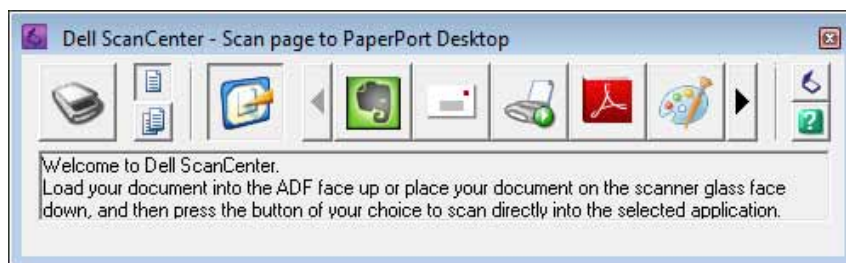 Dell ScanCenter - Scan page to PaperPort Desktop
Welcome to Dell ScanCenter.
Load your document into the ADF face up or place your document on the scanner glass face
down, and then press the button of your choice to scan directly into the selected application.